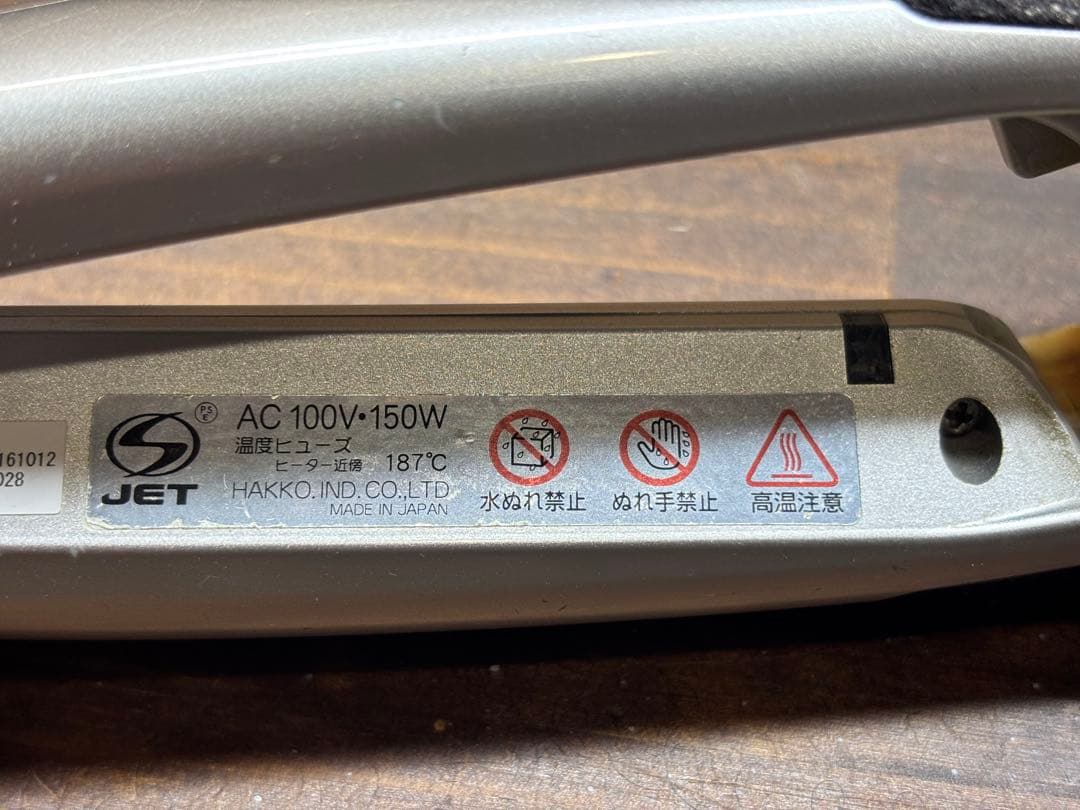 161012
028
JET
PS
E
AC 100V・150W
温度ヒューズ
ヒーター近傍 187℃
HAKKO. IND. CO.,LTD
MADE IN JAPAN
水ぬれ禁止
ぬれ手禁止
高温注意